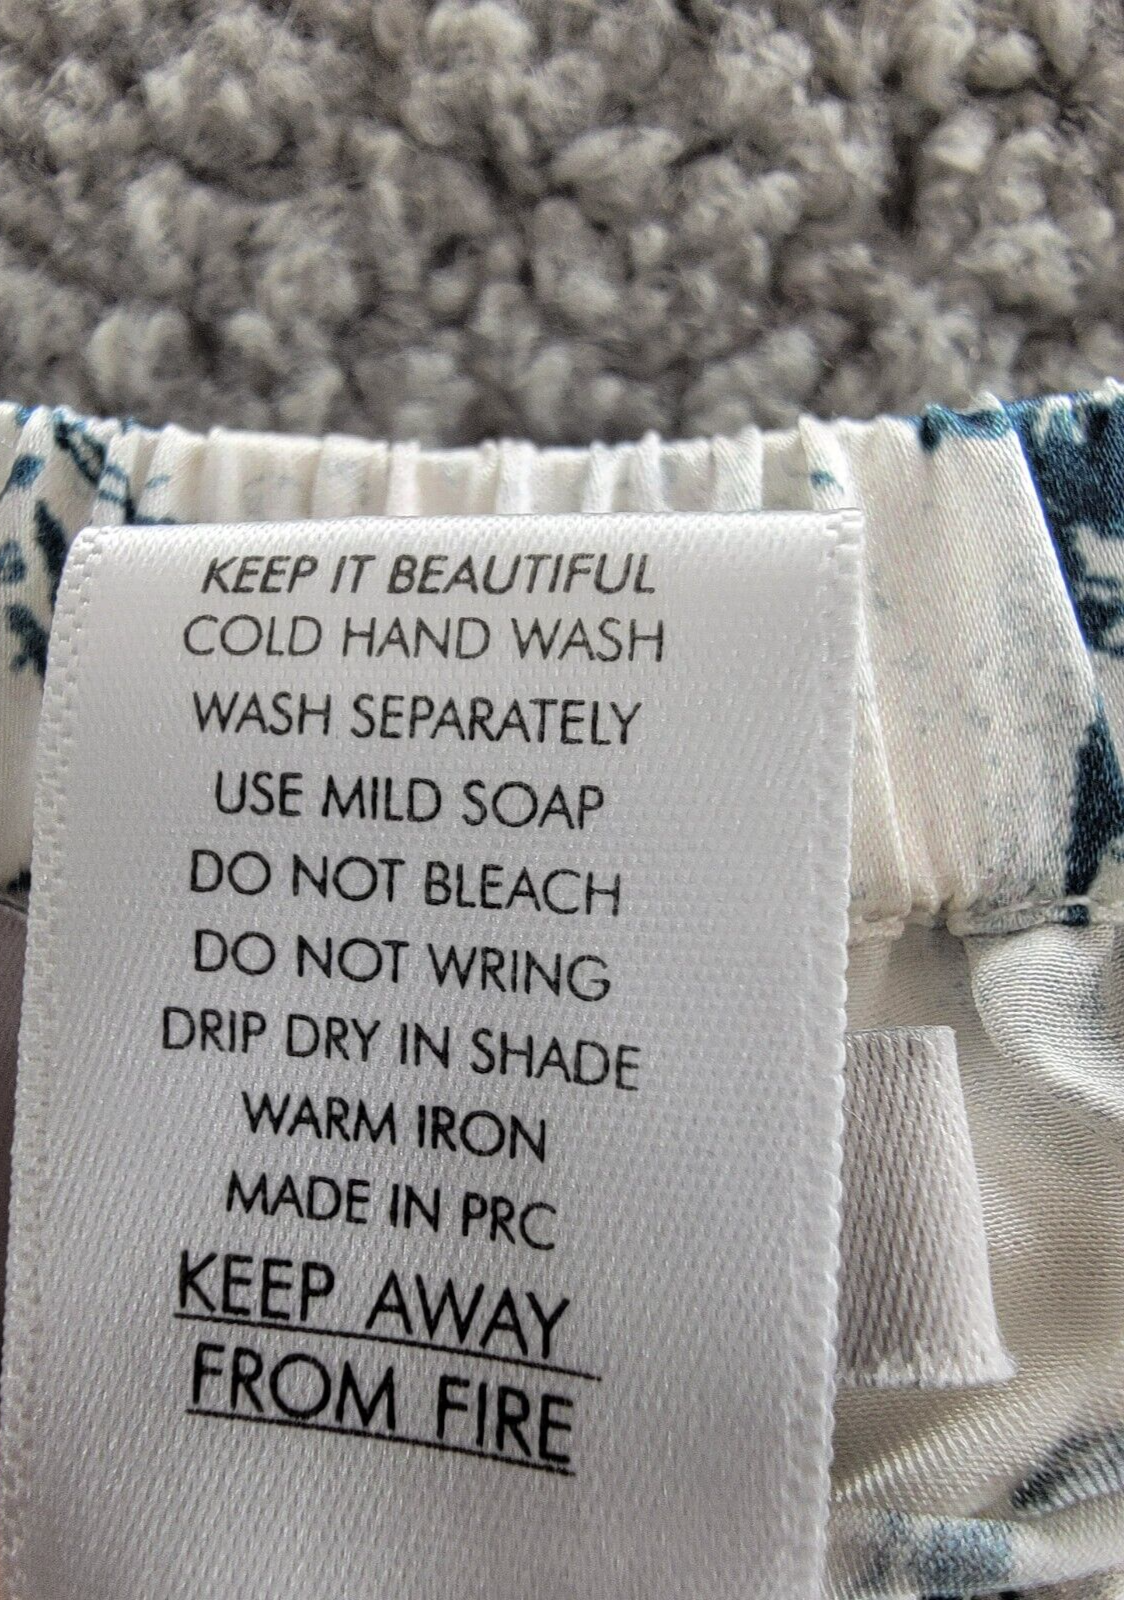 KEEP IT BEAUTIFUL
COLD HAND WASH
WASH SEPARATELY
USE MILD SOAP
DO NOT BLEACH
DO NOT WRING
DRIP DRY IN SHADE
WARM IRON
MADE IN PRC
KEEP AWAY
FROM FIRE